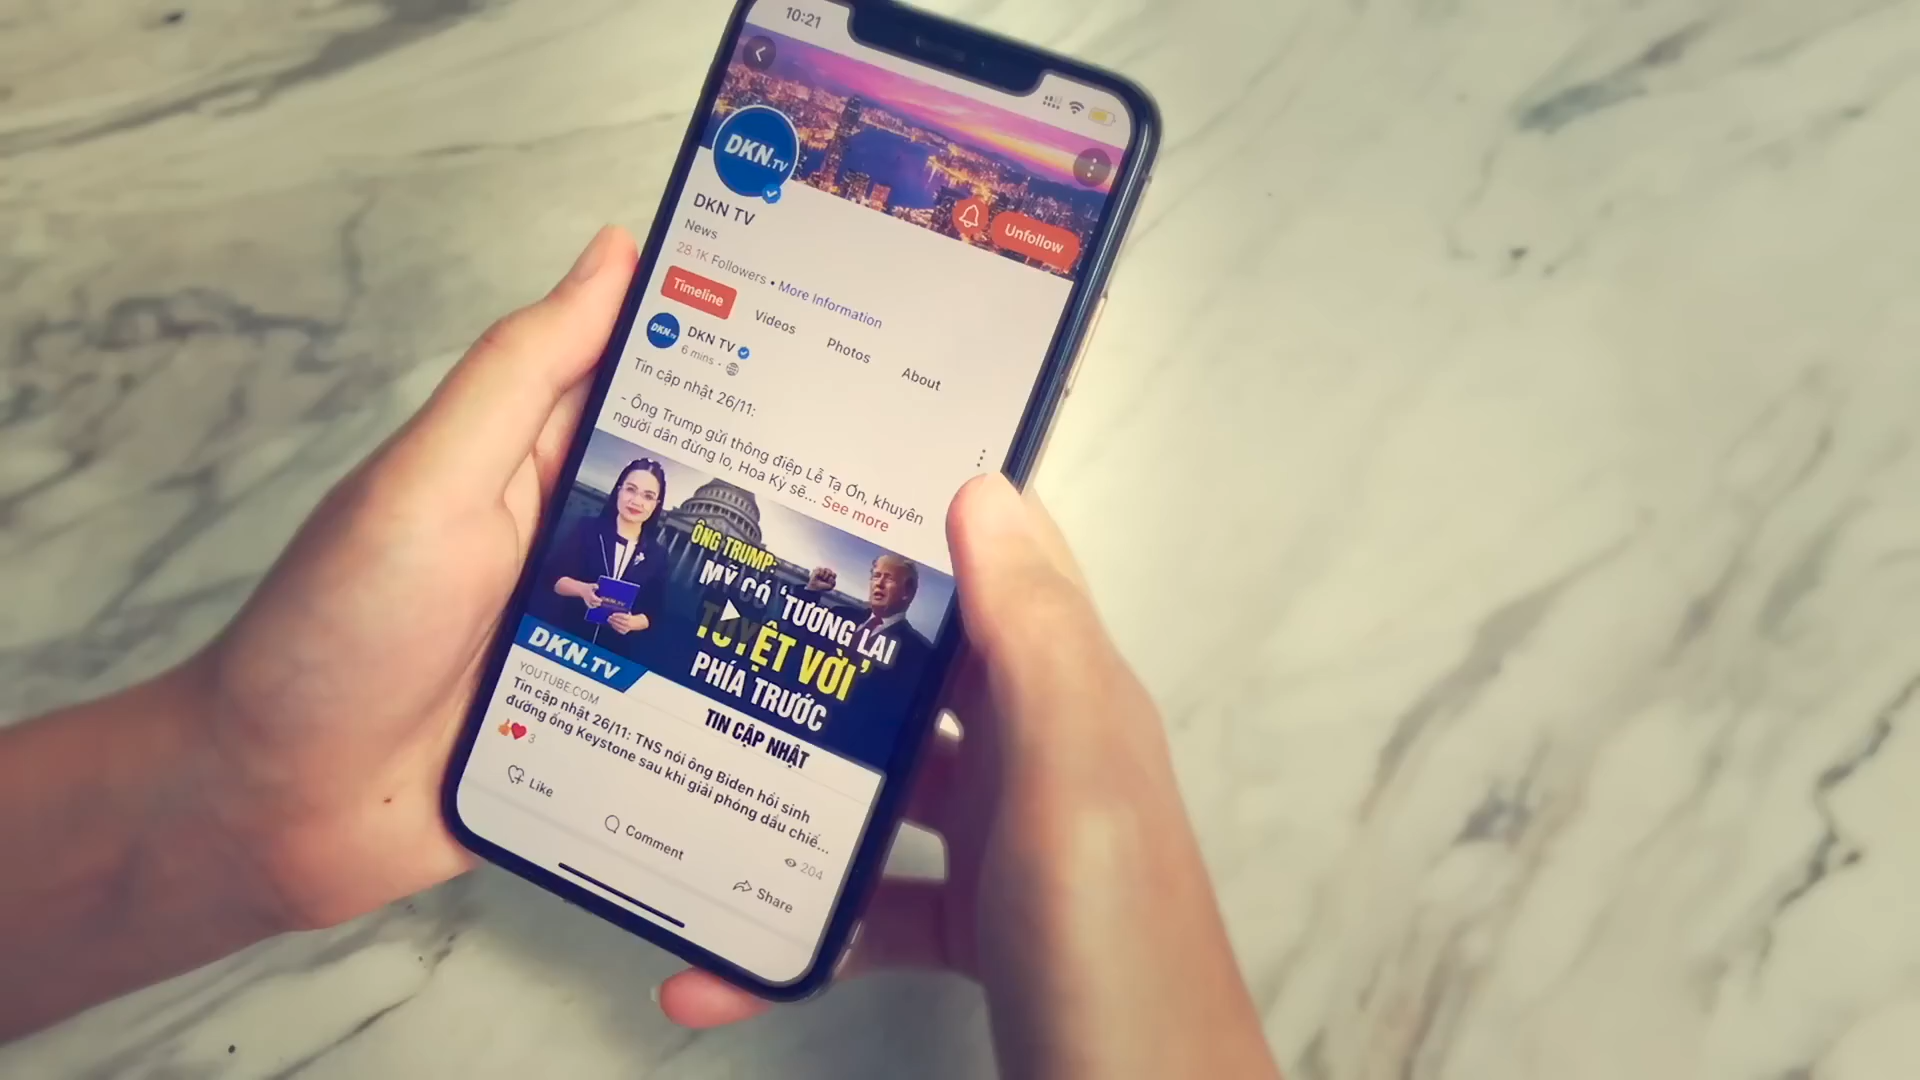 10:21
DKN.TV
Unfollow
DKN TV
News
28.1K Followers • More Information
Timeline
Videos
Photos
About
DKN.TV
DKN TV
6 mins ·
Tin cập nhật 26/11:
- Ông Trump gửi thông điệp Lễ Tạ Ơn, khuyên
người dân đừng lo, Hoa Kỳ sẽ... See more
ÔNG TRUMP:
MỸ CÓ ‘TƯƠNG LAI
VỜI’
PHÍA TRƯỚC
DKN.TV
DKN.TV
TIN CẬP NHẬT
YOUTUBE.COM
Tin cập nhật 26/11: TNS nói ông Biden hồi sinh
đường ống Keystone sau khi giải phóng dầu chiế...
3
204
Like
Comment
Share